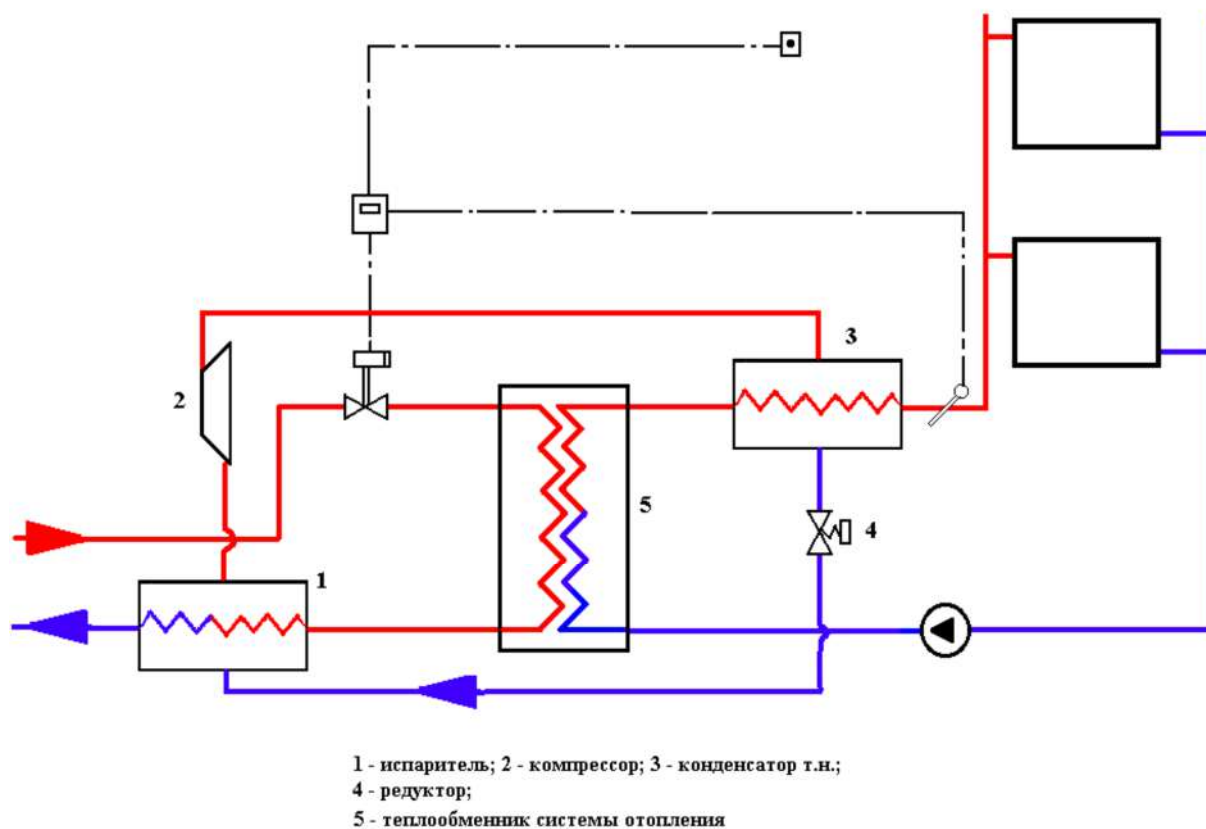 3
2
5
4
1
1 - испаритель; 2 - компрессор; 3 - конденсатор т.н.;
4 - редуктор;
5 - теплообменник системы отопления